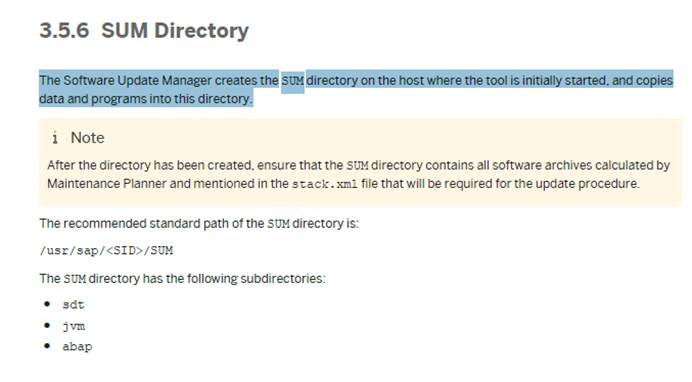 3.5.6 SUM Directory
The Software Update Manager creates the SUM directory on the host where the tool is initially started, and copies
data and programs into this directory.
i Note
After the directory has been created, ensure that the SUM directory contains all software archives calculated by
Maintenance Planner and mentioned in the stack.xml file that will be required for the update procedure.
The recommended standard path of the SUM directory is:
/usr/sap/<SID>/SUM
The SUM directory has the following subdirectories:
• sdt
• jvm
• abap